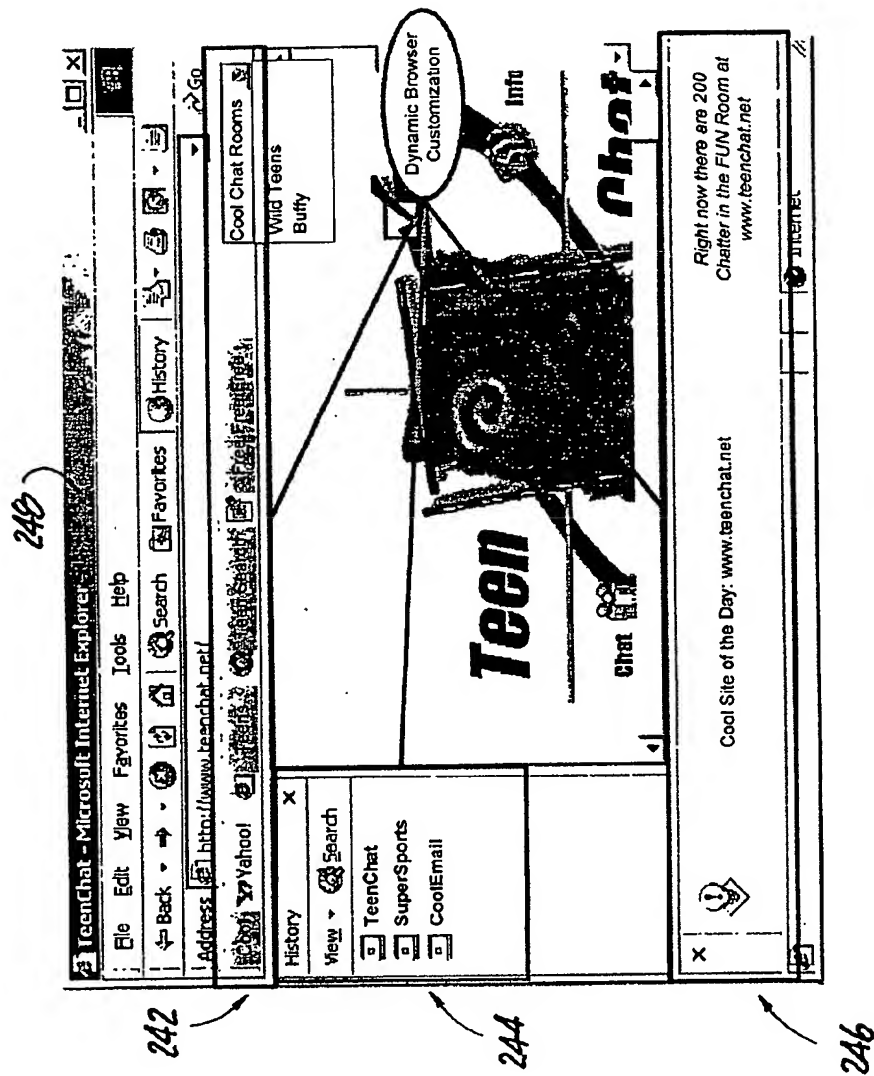 248
TeenChat - Microsoft Internet Explorer
File Edit View Favorites Tools Help
Back Search Favorites History
Address http://www.teenchat.net/ Go
Yahoo!
Cool Chat Rooms
Wild Teens
Buffy
242
History
View Search
TeenChat
SuperSports
CoolEmail
244
Dynamic Browser
Customization
Teen
Chat
Info
Chat
Cool Site of the Day: www.teenchat.net
Right now there are 200
Chatter in the FUN Room at
www.teenchat.net
Internet
246